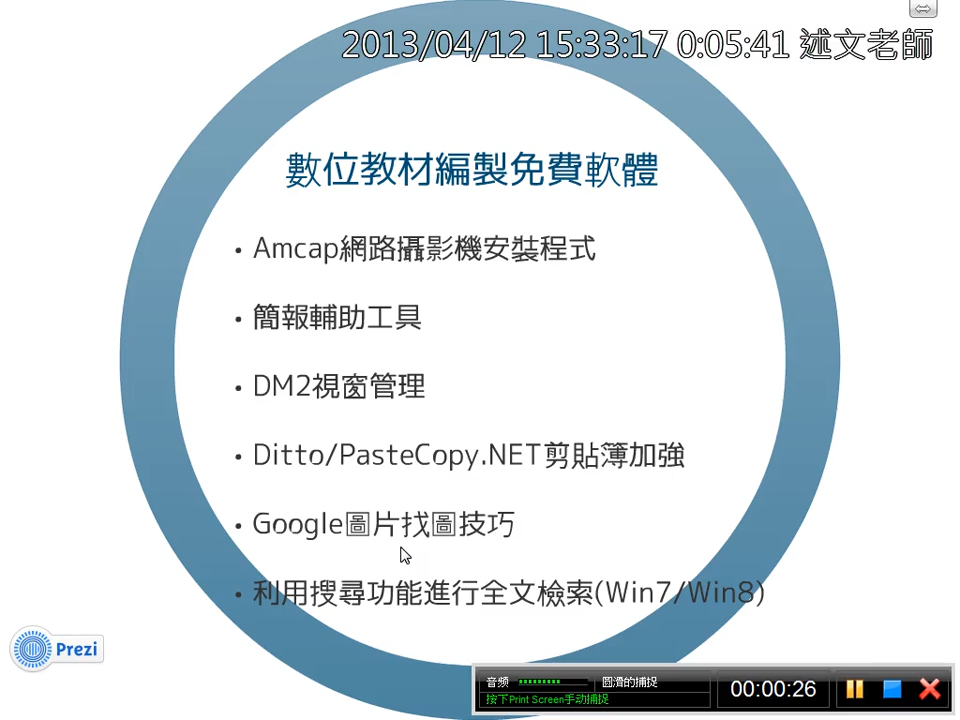 2013/04/12 15:33:17 0:05:41 述文老師
數位教材編製免費軟體
• Amcap網路攝影機安裝程式
• 簡報輔助工具
• DM2視窗管理
• Ditto/PasteCopy.NET剪貼簿加強
• Google圖片找圖技巧
• 利用搜尋功能進行全文檢索(Win7/Win8)
Prezi
音頻 圓滑的捕捉
按下Print Screen手动捕捉
00:00:26